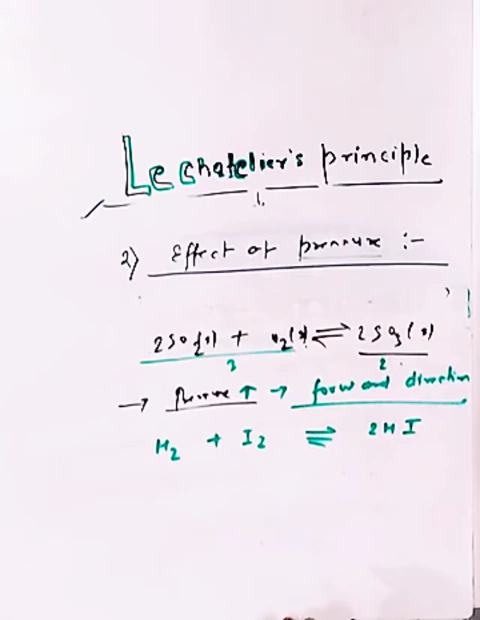 Le chatelier's principle
2) Effect of pressure :-
2SO₂(g) + O₂(g) ⇌ 2SO₃(g)
3 2
→ Pressure ↑ → forward direction
H₂ + I₂ ⇌ 2HI